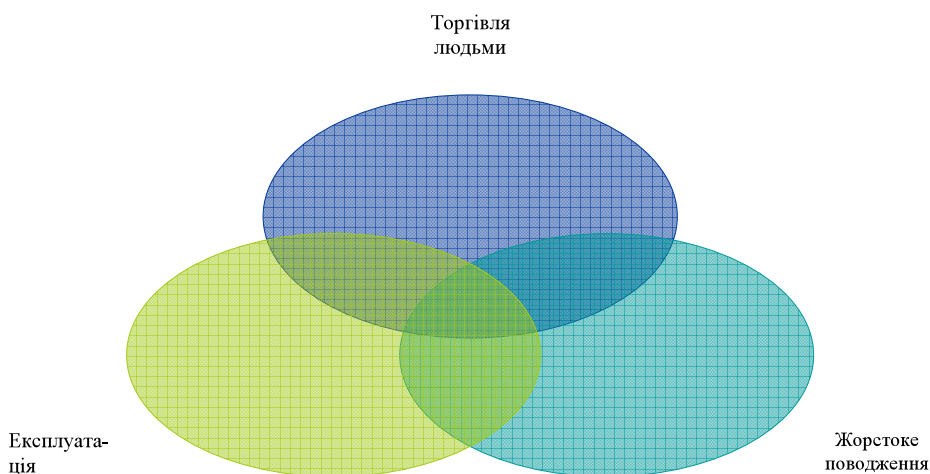 Торгівля
людьми
Експлуата-
ція
Жорстоке
поводження